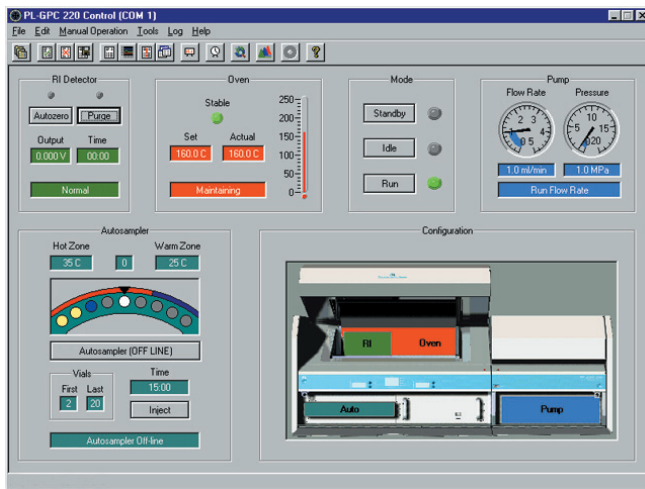 PL-GPC 220 Control (COM 1)
File Edit Manual Operation Tools Log Help
RI Detector
Autozero Purge
Output Time
0.000 V 00:00
Normal
Oven
Stable
Set Actual
160.0 C 160.0 C
Maintaining
250
200
150
100
50
0
Mode
Standby
Idle
Run
Pump
Flow Rate Pressure
1 2 3 4 5 0
5 10 15 20 0
1.0 ml/min 1.0 MPa
Run Flow Rate
Autosampler
Hot Zone Warm Zone
35 C 0 25 C
Autosampler (OFF LINE)
Vials
First Last
2 20
Time
15:00
Inject
Autosampler Off-line
Configuration
RI Oven
Auto Pump